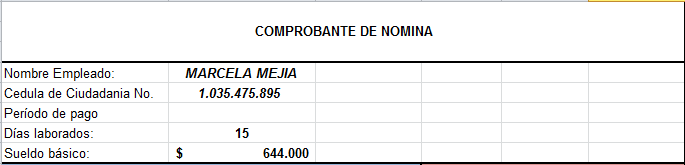 COMPROBANTE DE NOMINA
Nombre Empleado: MARCELA MEJIA
Cedula de Ciudadania No. 1.035.475.895
Período de pago
Días laborados: 15
Sueldo básico: $ 644.000